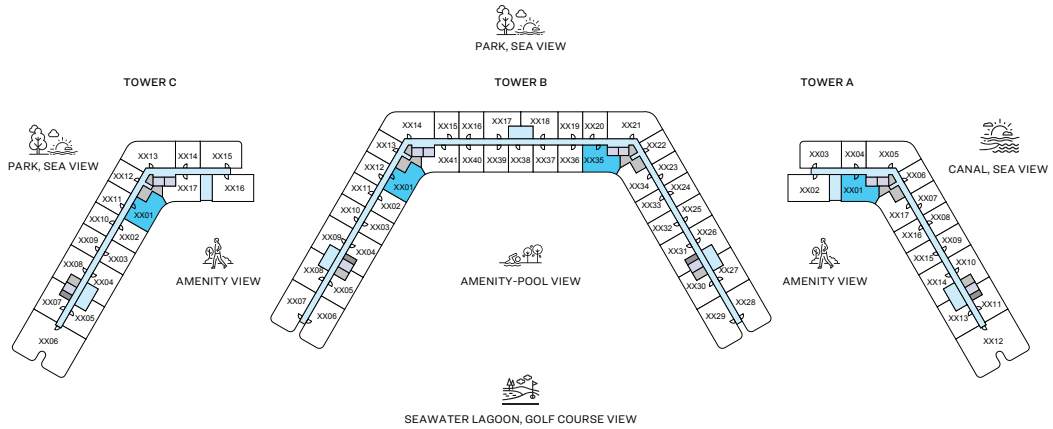 PARK, SEA VIEW
TOWER C
TOWER B
TOWER A
PARK, SEA VIEW
CANAL, SEA VIEW
XX13
XX14
XX15
XX12
XX17
XX16
XX11
XX01
XX10
XX02
XX09
XX03
XX08
XX04
XX07
XX05
XX06
AMENITY VIEW
XX14
XX15
XX16
XX17
XX18
XX19
XX20
XX21
XX13
XX41
XX40
XX39
XX38
XX37
XX36
XX35
XX22
XX12
XX01
XX34
XX23
XX11
XX02
XX33
XX24
XX10
XX03
XX32
XX25
XX09
XX04
XX31
XX26
XX08
XX05
XX30
XX27
XX07
XX06
XX29
XX28
AMENITY-POOL VIEW
XX03
XX04
XX05
XX02
XX01
XX06
XX17
XX07
XX16
XX08
XX15
XX09
XX14
XX10
XX13
XX11
XX12
AMENITY VIEW
SEAWATER LAGOON, GOLF COURSE VIEW